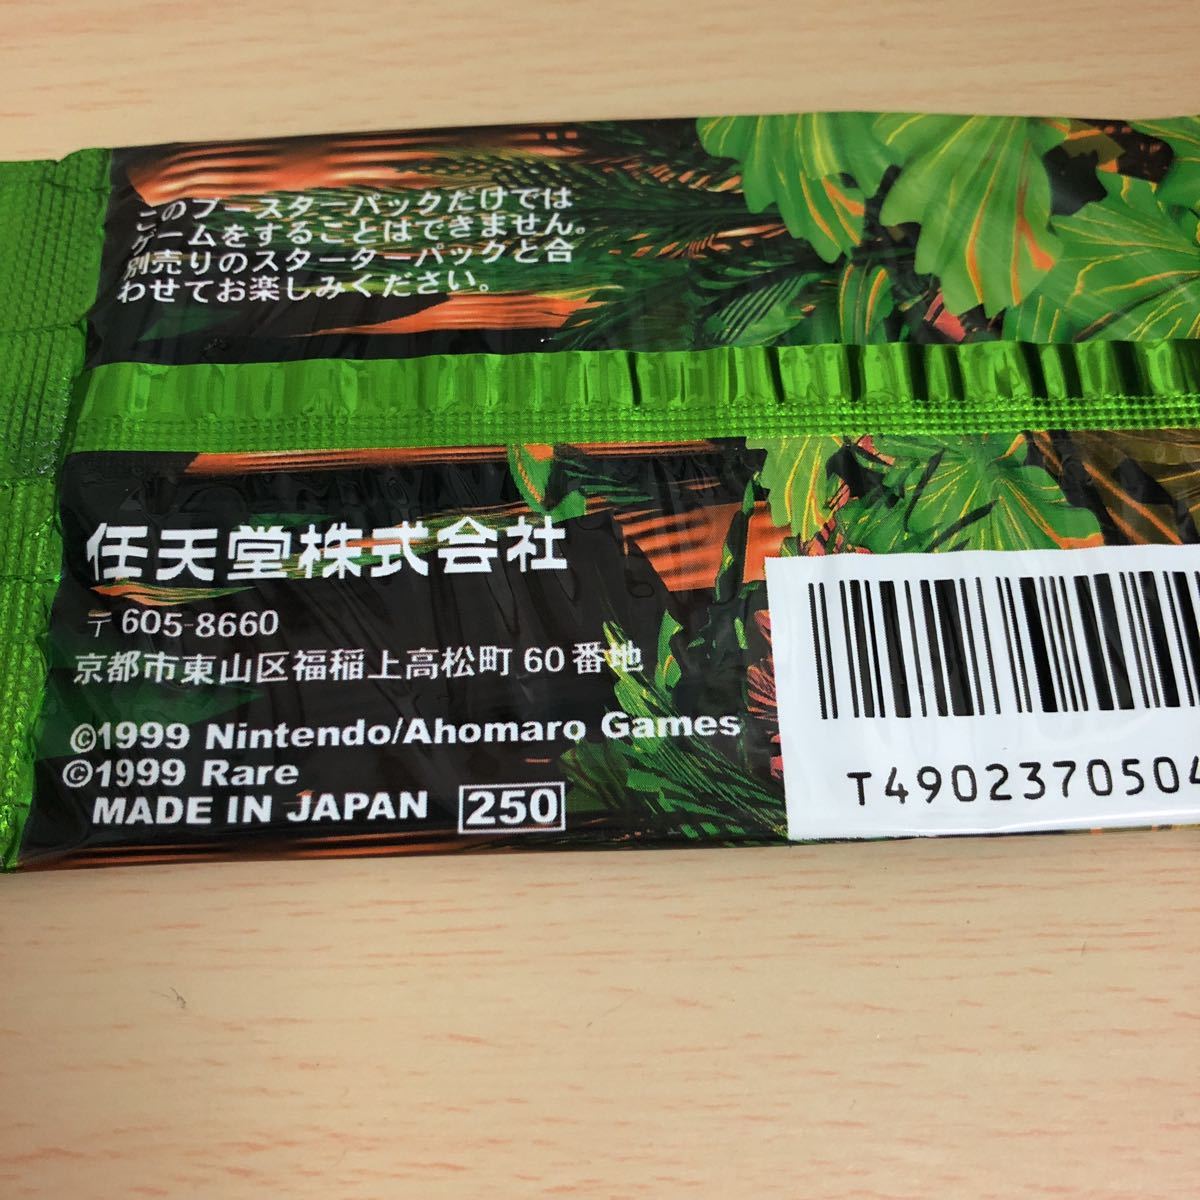 このブースターパックだけでは
ゲームをすることはできません。
別売りのスターターパックと合
わせてお楽しみください。
任天堂株式会社
〒605-8660
京都市東山区福稲上高松町60番地
©1999 Nintendo/Ahomaro Games
©1999 Rare
MADE IN JAPAN 250
T4902370504